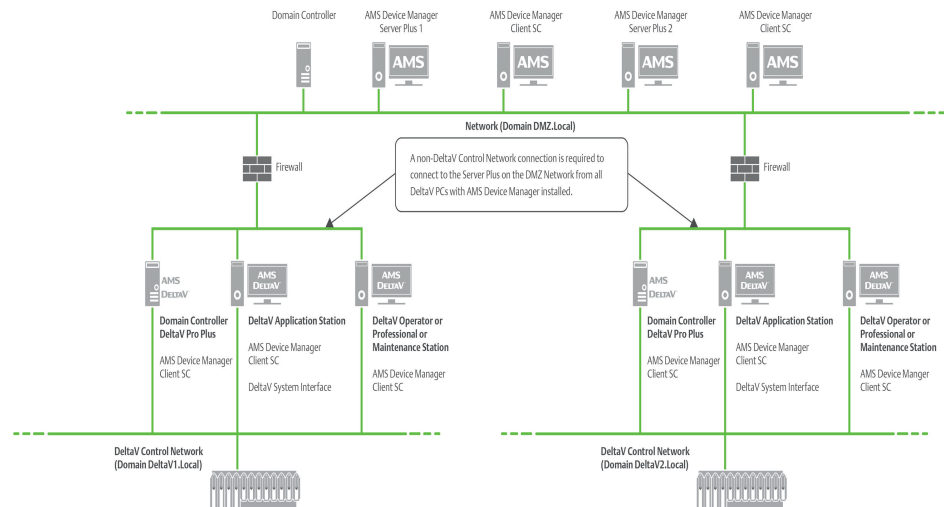 Domain Controller
AMS Device Manager
Server Plus 1
AMS Device Manager
Client SC
AMS Device Manager
Server Plus 2
AMS Device Manager
Client SC
AMS
AMS
AMS
AMS
Network (Domain DMZ.Local)
Firewall
A non-DeltaV Control Network connection is required to
connect to the Server Plus on the DMZ Network from all
DeltaV PCs with AMS Device Manager installed.
Firewall
AMS
DELTAV
AMS
DELTAV
AMS
DELTAV
Domain Controller
DeltaV Pro Plus
AMS Device Manager
Client SC
DeltaV Application Station
AMS Device Manager
Client SC
DeltaV System Interface
DeltaV Operator or
Professional or
Maintenance Station
AMS Device Manager
Client SC
AMS
DELTAV
AMS
DELTAV
AMS
DELTAV
Domain Controller
DeltaV Pro Plus
AMS Device Manager
Client SC
DeltaV Application Station
AMS Device Manager
Client SC
DeltaV System Interface
DeltaV Operator or
Professional or
Maintenance Station
AMS Device Manager
Client SC
DeltaV Control Network
(Domain DeltaV1.Local)
DeltaV Control Network
(Domain DeltaV2.Local)